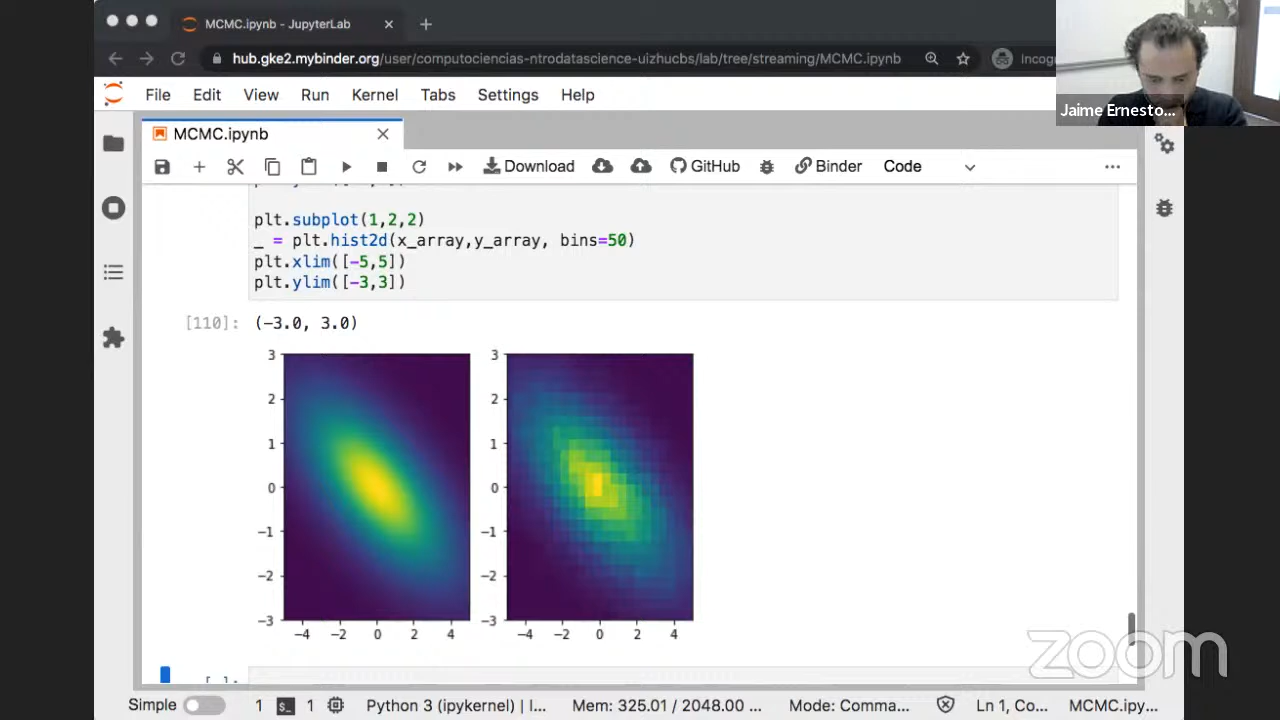 MCMC.ipynb - JupyterLab
hub.gke2.mybinder.org/user/computociencias-ntrodatascience-uizhucbs/lab/tree/streaming/MCMC.ipynb
Incog
Jaime Ernesto...
File Edit View Run Kernel Tabs Settings Help
MCMC.ipynb
Download GitHub Binder Code
plt.subplot(1,2,2)
_ = plt.hist2d(x_array,y_array, bins=50)
plt.xlim([-5,5])
plt.ylim([-3,3])
[110]: (-3.0, 3.0)
3 3
2 2
1 1
0 0
−1 −1
−2 −2
−3 −3
−4 −2 0 2 4 −4 −2 0 2 4
zoom
Simple 1 1 Python 3 (ipykernel) | I... Mem: 325.01 / 2048.00 ... Mode: Comma... Ln 1, Co... MCMC.ipy...